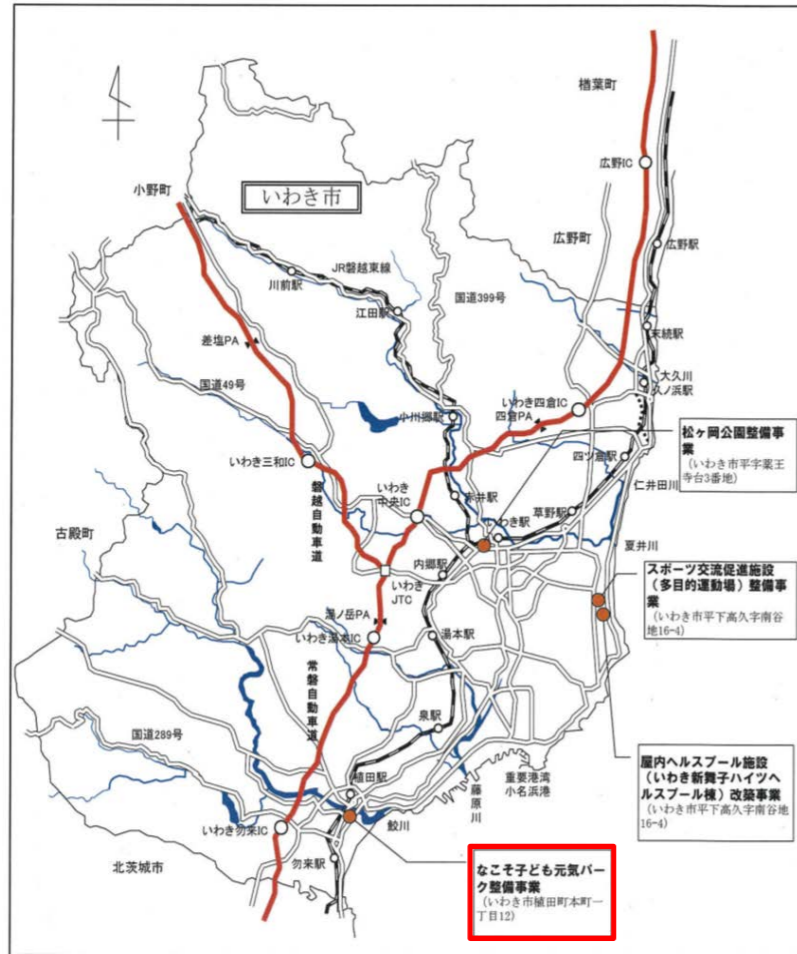 楢葉町
広野IC
小野町
いわき市
広野町
広野駅
JR磐越東線
川前駅
国道399号
江田駅
末続駅
差塩PA
大久川
久ノ浜駅
国道49号
いわき四倉IC
小川郷駅
四倉PA
松ヶ岡公園整備事
業
(いわき市平字薬王
寺台3番地)
四ツ倉駅
いわき三和IC
仁井田川
赤井駅
いわき
中央IC
草野駅
いわき駅
磐越自動車道
古殿町
夏井川
内郷駅
スポーツ交流促進施設
(多目的運動場)整備事
業
(いわき市平下高久字南谷
地16-4)
いわき
JTC
湯ノ岳PA
いわき湯本IC
湯本駅
常磐自動車道
泉駅
国道289号
屋内ヘルスプール施設
(いわき新舞子ハイツヘ
ルスプール棟)改築事業
(いわき市平下高久字南谷地
16-4)
植田駅
重要港湾
小名浜港
藤原川
いわき勿来IC
鮫川
勿来駅
北茨城市
なこそ子ども元気パー
ク整備事業
(いわき市植田町本町一
丁目12)